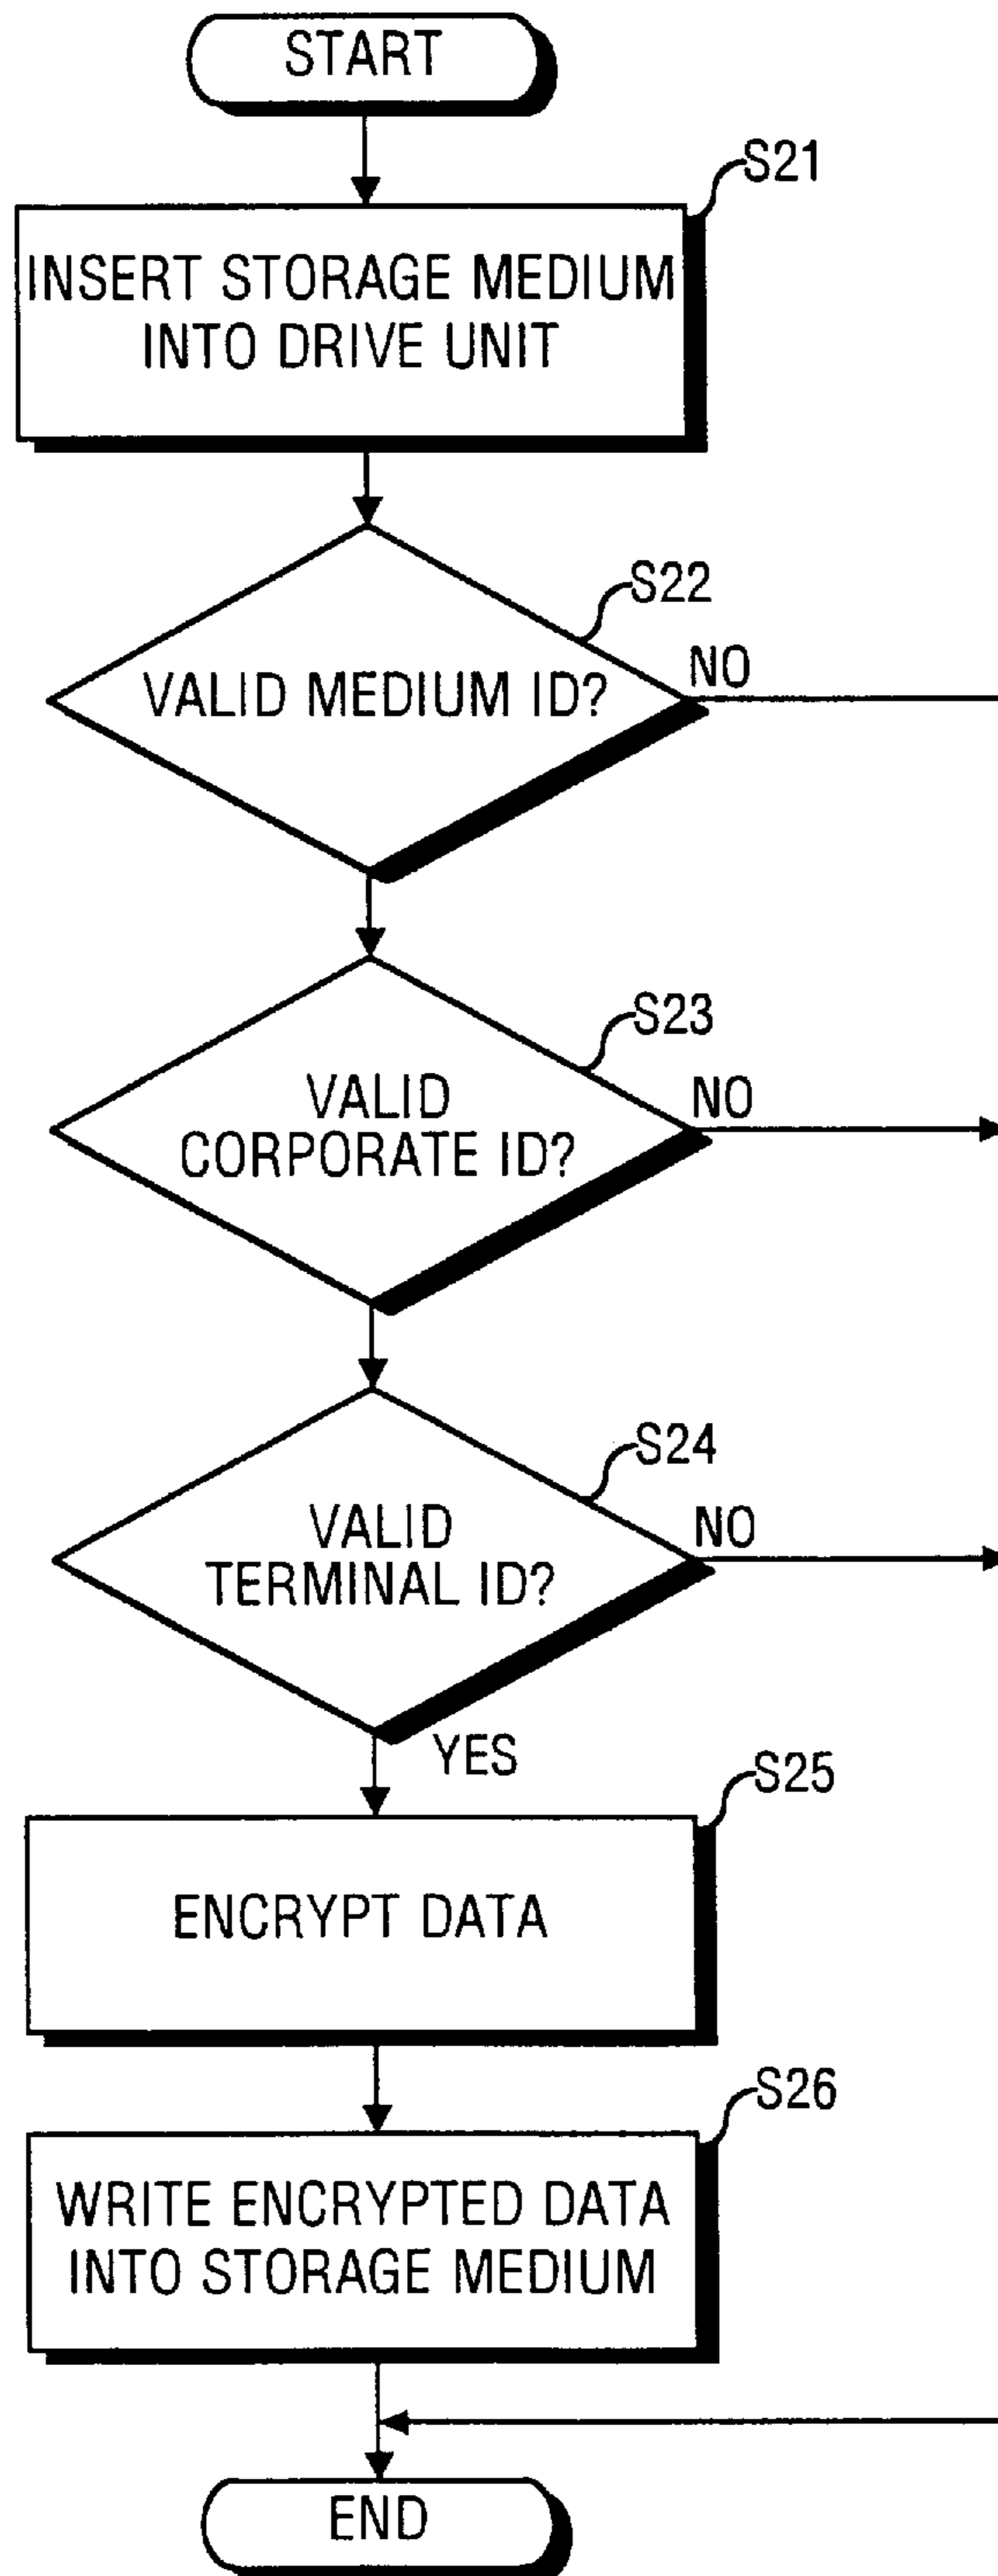 START
S21
INSERT STORAGE MEDIUM
INTO DRIVE UNIT
S22
VALID MEDIUM ID?
NO
S23
VALID
CORPORATE ID?
NO
S24
VALID
TERMINAL ID?
NO
YES
S25
ENCRYPT DATA
S26
WRITE ENCRYPTED DATA
INTO STORAGE MEDIUM
END